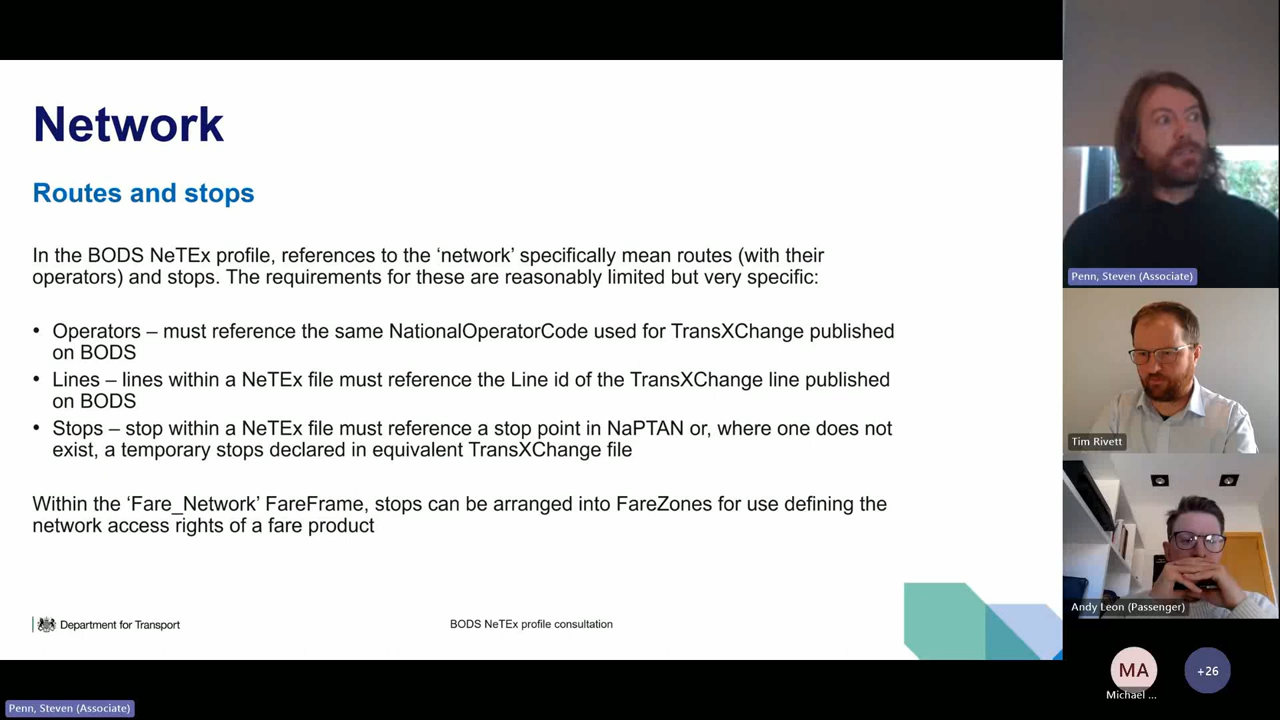 Network
Routes and stops
In the BODS NeTEx profile, references to the ‘network’ specifically mean routes (with their
operators) and stops. The requirements for these are reasonably limited but very specific:
• Operators – must reference the same NationalOperatorCode used for TransXChange published
on BODS
• Lines – lines within a NeTEx file must reference the Line id of the TransXChange line published
on BODS
• Stops – stop within a NeTEx file must reference a stop point in NaPTAN or, where one does not
exist, a temporary stops declared in equivalent TransXChange file
Within the ‘Fare_Network’ FareFrame, stops can be arranged into FareZones for use defining the
network access rights of a fare product
Department for Transport
BODS NeTEx profile consultation
Penn, Steven (Associate)
Tim Rivett
Andy Leon (Passenger)
MA
Michael ...
+26
Penn, Steven (Associate)